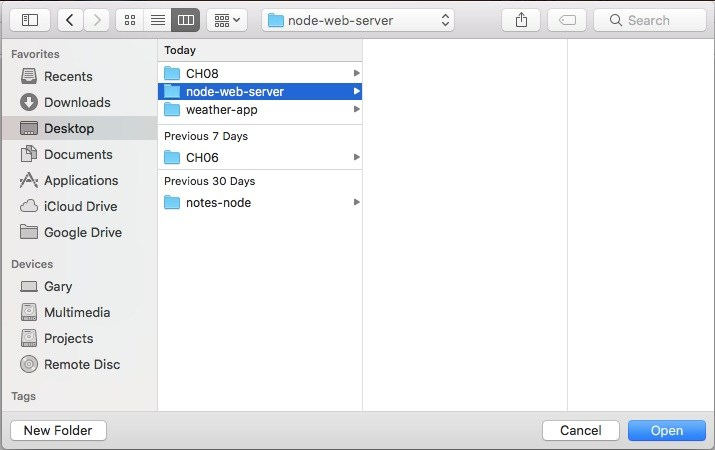 node-web-server
Search
Favorites
Recents
Downloads
Desktop
Documents
Applications
iCloud Drive
Google Drive
Devices
Gary
Multimedia
Projects
Remote Disc
Tags
Today
CH08
node-web-server
weather-app
Previous 7 Days
CH06
Previous 30 Days
notes-node
New Folder
Cancel
Open